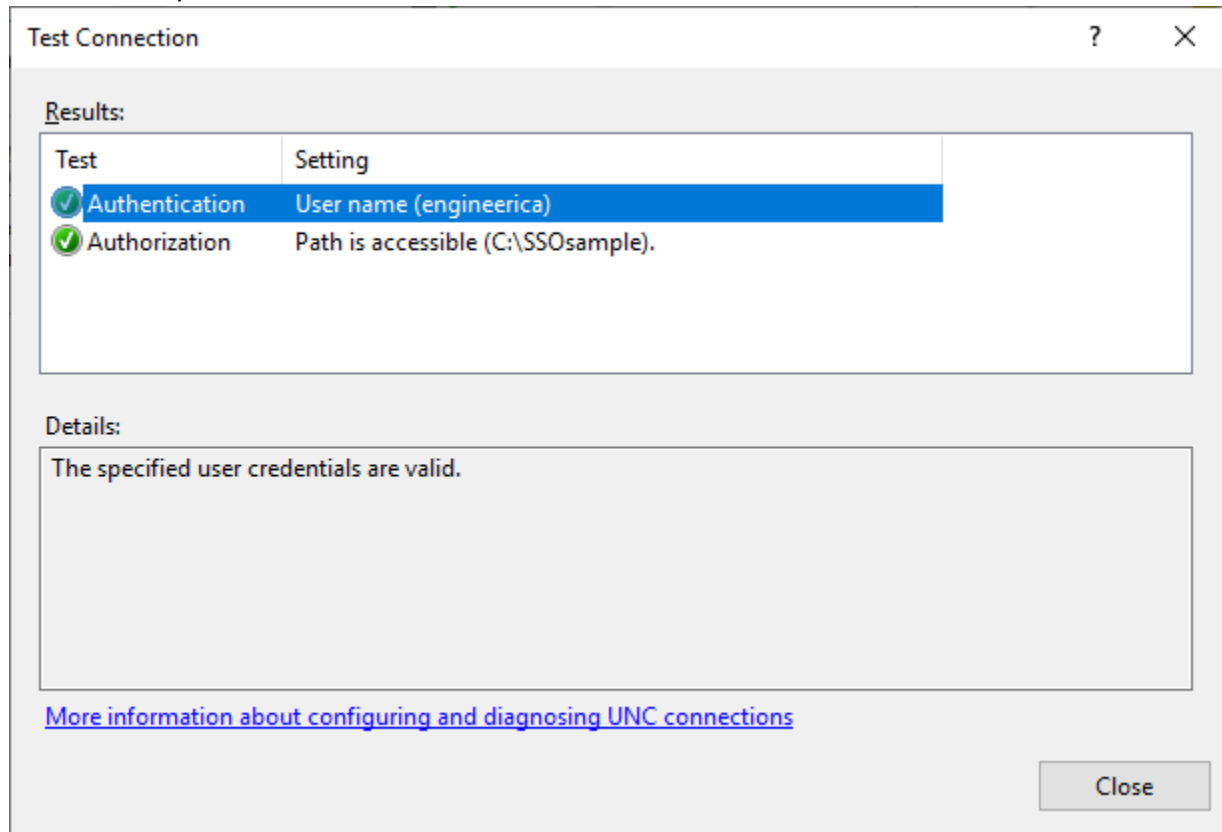 Test Connection ? ✕
Results:
Test Setting
Authentication User name (engineerica)
Authorization Path is accessible (C:\SSOsample).
Details:
The specified user credentials are valid.
More information about configuring and diagnosing UNC connections
Close